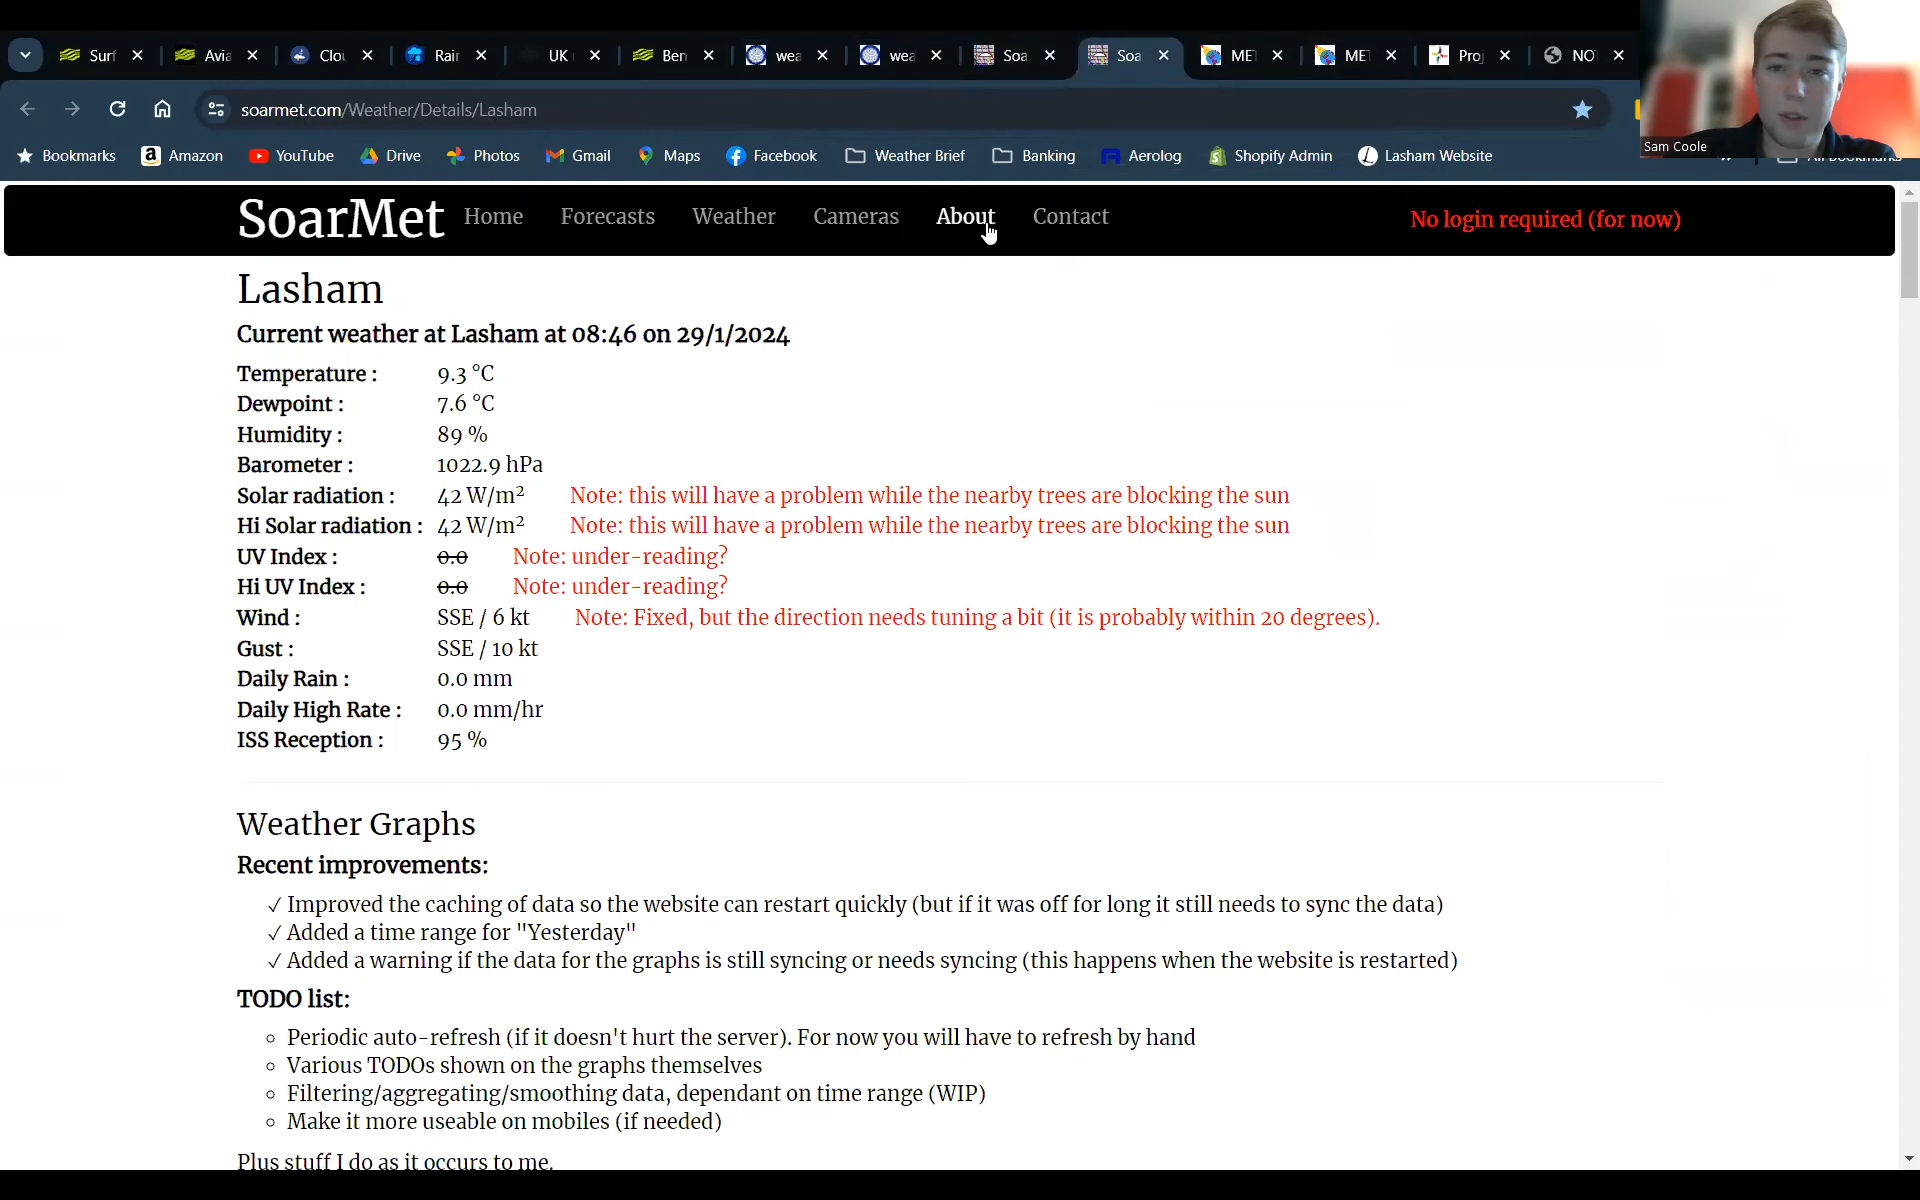 Surf
Avia
Clou
Rair
UK
Ben
wea
wea
Soa
Soa
ME
ME
Proj
NO
soarmet.com/Weather/Details/Lasham
Sam Coole
Bookmarks
Amazon
YouTube
Drive
Photos
Gmail
Maps
Facebook
Weather Brief
Banking
Aerolog
Shopify Admin
Lasham Website
All Bookmarks
SoarMet
Home
Forecasts
Weather
Cameras
About
Contact
No login required (for now)
Lasham
Current weather at Lasham at 08:46 on 29/1/2024
Temperature : 9.3 °C
Dewpoint : 7.6 °C
Humidity : 89 %
Barometer : 1022.9 hPa
Solar radiation : 42 W/m² Note: this will have a problem while the nearby trees are blocking the sun
Hi Solar radiation : 42 W/m² Note: this will have a problem while the nearby trees are blocking the sun
UV Index : 0.0 Note: under-reading?
Hi UV Index : 0.0 Note: under-reading?
Wind : SSE / 6 kt Note: Fixed, but the direction needs tuning a bit (it is probably within 20 degrees).
Gust : SSE / 10 kt
Daily Rain : 0.0 mm
Daily High Rate : 0.0 mm/hr
ISS Reception : 95 %
Weather Graphs
Recent improvements:
✓ Improved the caching of data so the website can restart quickly (but if it was off for long it still needs to sync the data)
✓ Added a time range for "Yesterday"
✓ Added a warning if the data for the graphs is still syncing or needs syncing (this happens when the website is restarted)
TODO list:
Periodic auto-refresh (if it doesn't hurt the server). For now you will have to refresh by hand
Various TODOs shown on the graphs themselves
Filtering/aggregating/smoothing data, dependant on time range (WIP)
Make it more useable on mobiles (if needed)
Plus stuff I do as it occurs to me.